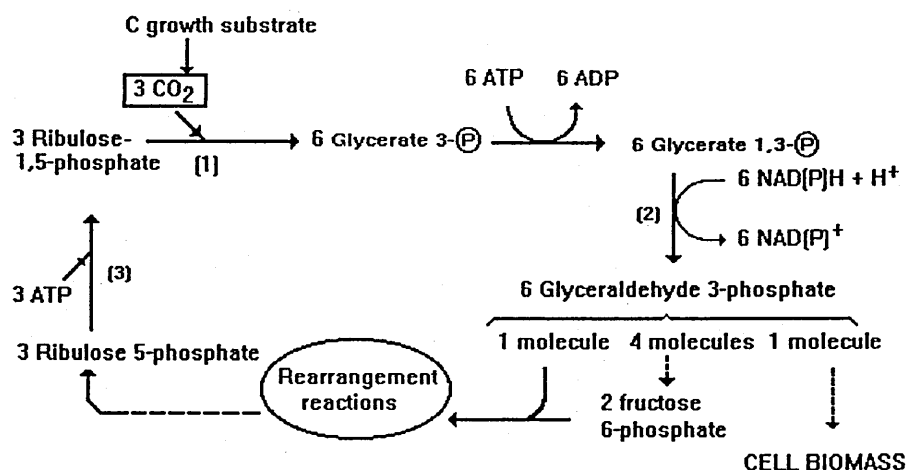 C growth substrate
3 CO2
6 ATP
6 ADP
3 Ribulose-
1,5-phosphate
(1)
6 Glycerate 3-Ⓟ
6 Glycerate 1,3-Ⓟ
6 NAD(P)H + H+
(2)
6 NAD(P)+
3 ATP
(3)
6 Glyceraldehyde 3-phosphate
1 molecule
4 molecules
1 molecule
3 Ribulose 5-phosphate
Rearrangement
reactions
2 fructose
6-phosphate
CELL BIOMASS